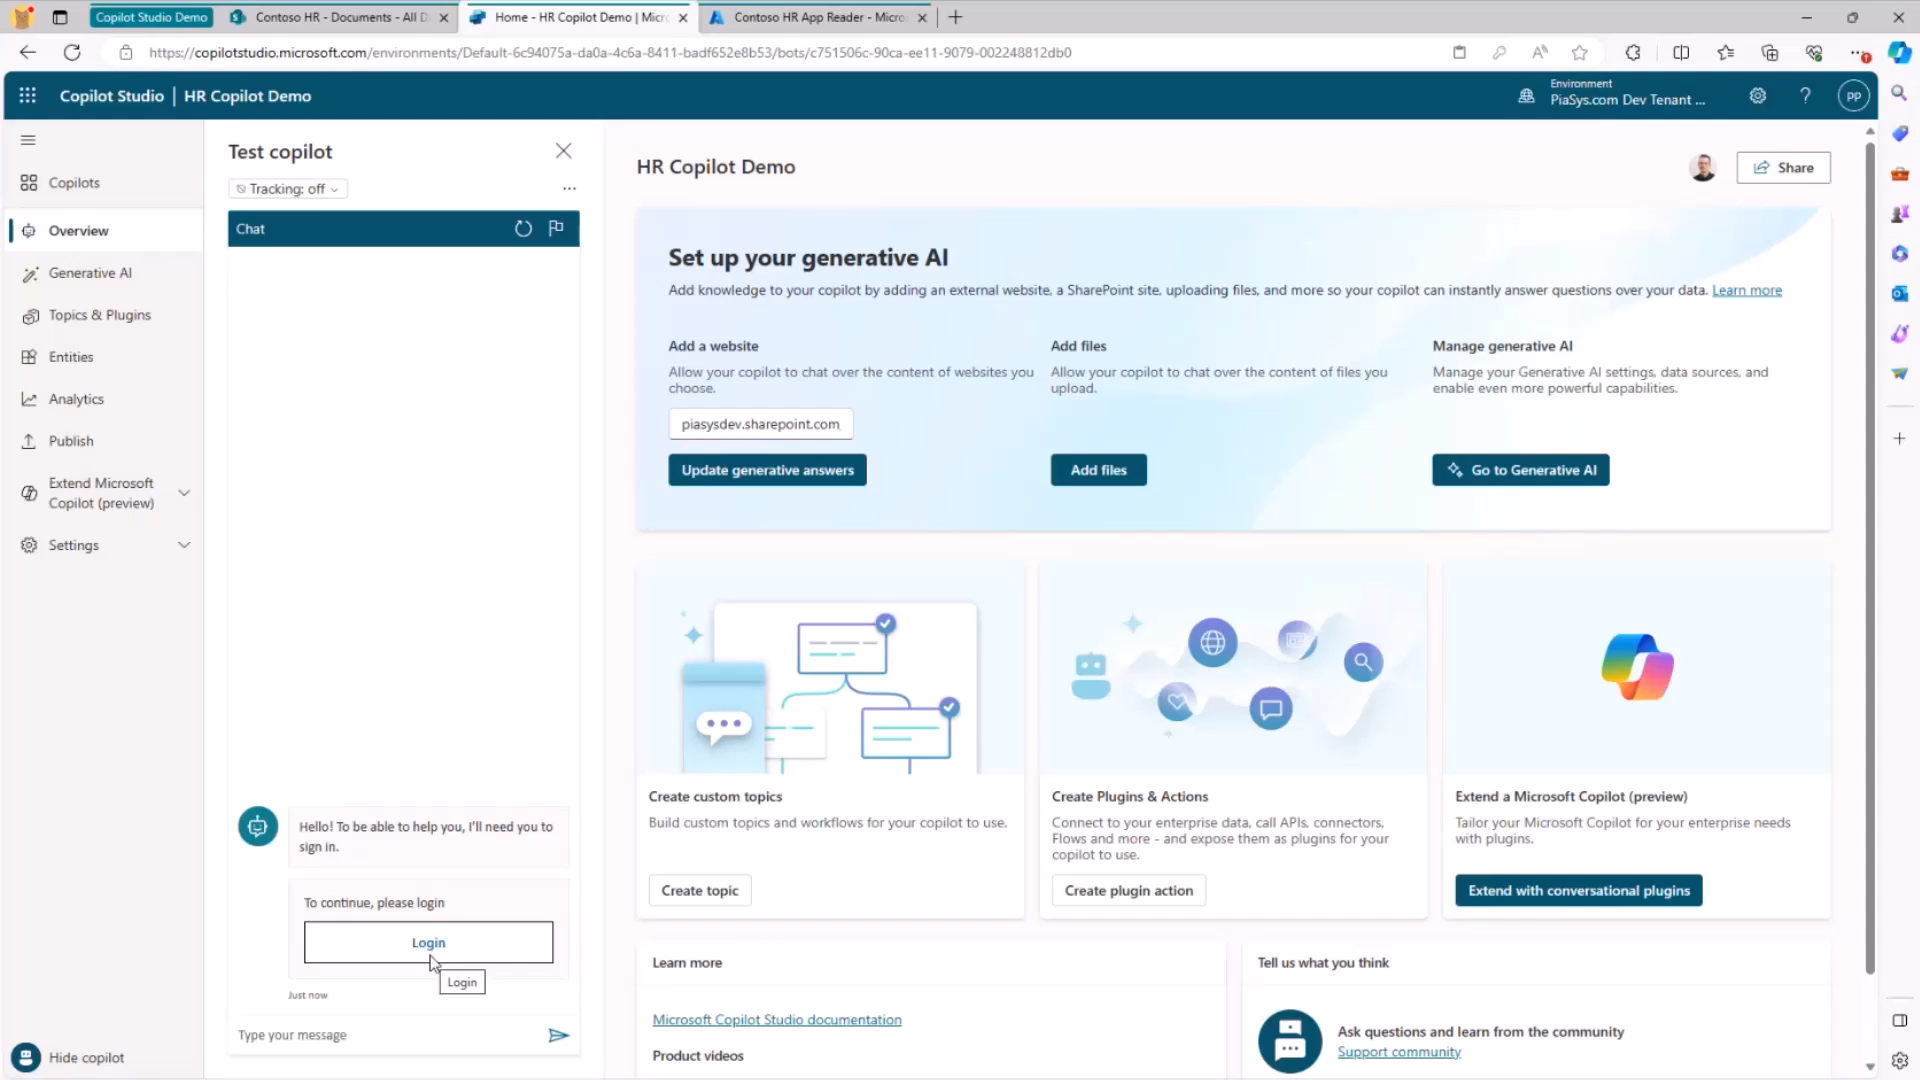 Copilot Studio Demo
Contoso HR - Documents - All D
Home - HR Copilot Demo | Micr
Contoso HR App Reader - Micro
https://copilotstudio.microsoft.com/environments/Default-6c94075a-da0a-4c6a-8411-badf652e8b53/bots/c751506c-90ca-ee11-9079-002248812db0
Copilot Studio | HR Copilot Demo
Environment
PiaSys.com Dev Tenant ...
PP
Copilots
Overview
Generative AI
Topics & Plugins
Entities
Analytics
Publish
Extend Microsoft
Copilot (preview)
Settings
Hide copilot
Test copilot
Tracking: off
Chat
Hello! To be able to help you, I'll need you to
sign in.
To continue, please login
Login
Login
Just now
Type your message
HR Copilot Demo
Share
Set up your generative AI
Add knowledge to your copilot by adding an external website, a SharePoint site, uploading files, and more so your copilot can instantly answer questions over your data. Learn more
Add a website
Allow your copilot to chat over the content of websites you
choose.
piasysdev.sharepoint.com
Update generative answers
Add files
Allow your copilot to chat over the content of files you
upload.
Add files
Manage generative AI
Manage your Generative AI settings, data sources, and
enable even more powerful capabilities.
Go to Generative AI
Create custom topics
Build custom topics and workflows for your copilot to use.
Create topic
Create Plugins & Actions
Connect to your enterprise data, call APIs, connectors,
Flows and more - and expose them as plugins for your
copilot to use.
Create plugin action
Extend a Microsoft Copilot (preview)
Tailor your Microsoft Copilot for your enterprise needs
with plugins.
Extend with conversational plugins
Learn more
Microsoft Copilot Studio documentation
Product videos
Tell us what you think
Ask questions and learn from the community
Support community